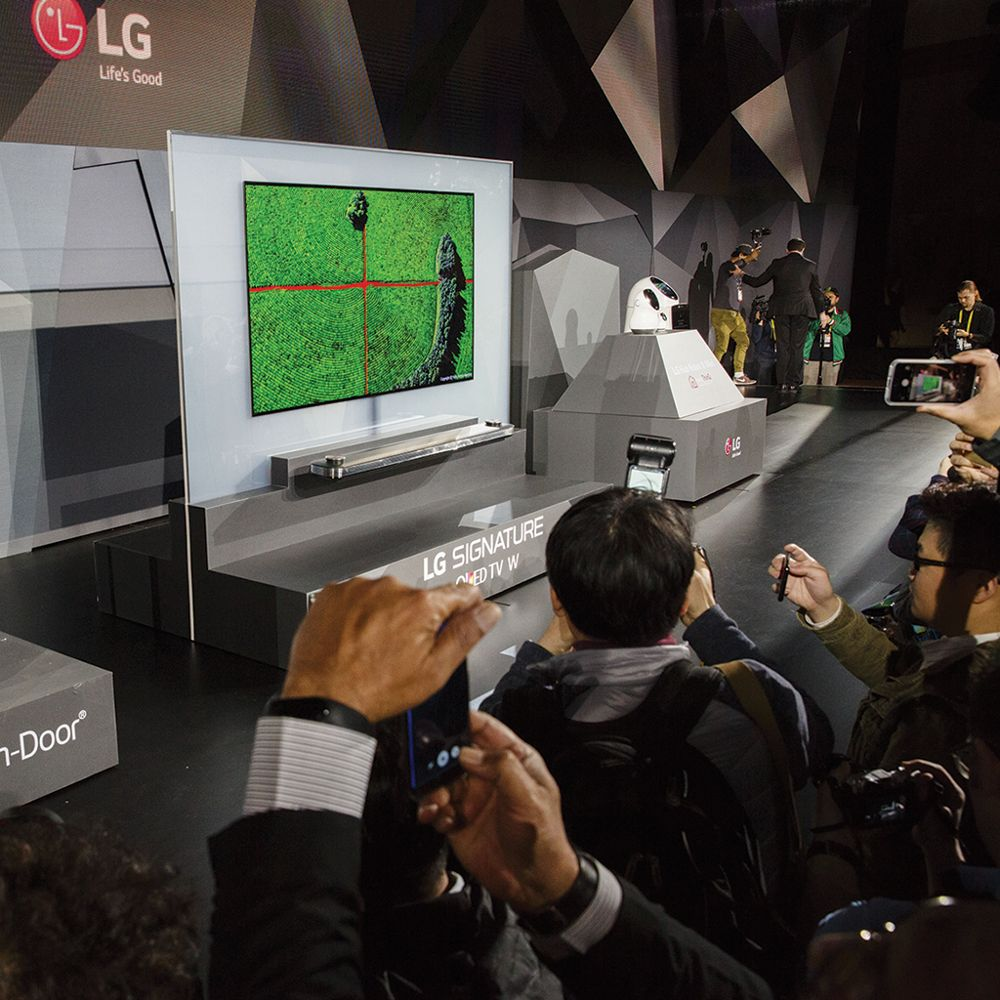 LG
Life's Good
LG SIGNATURE
OLED TV W
LG
n-Door®